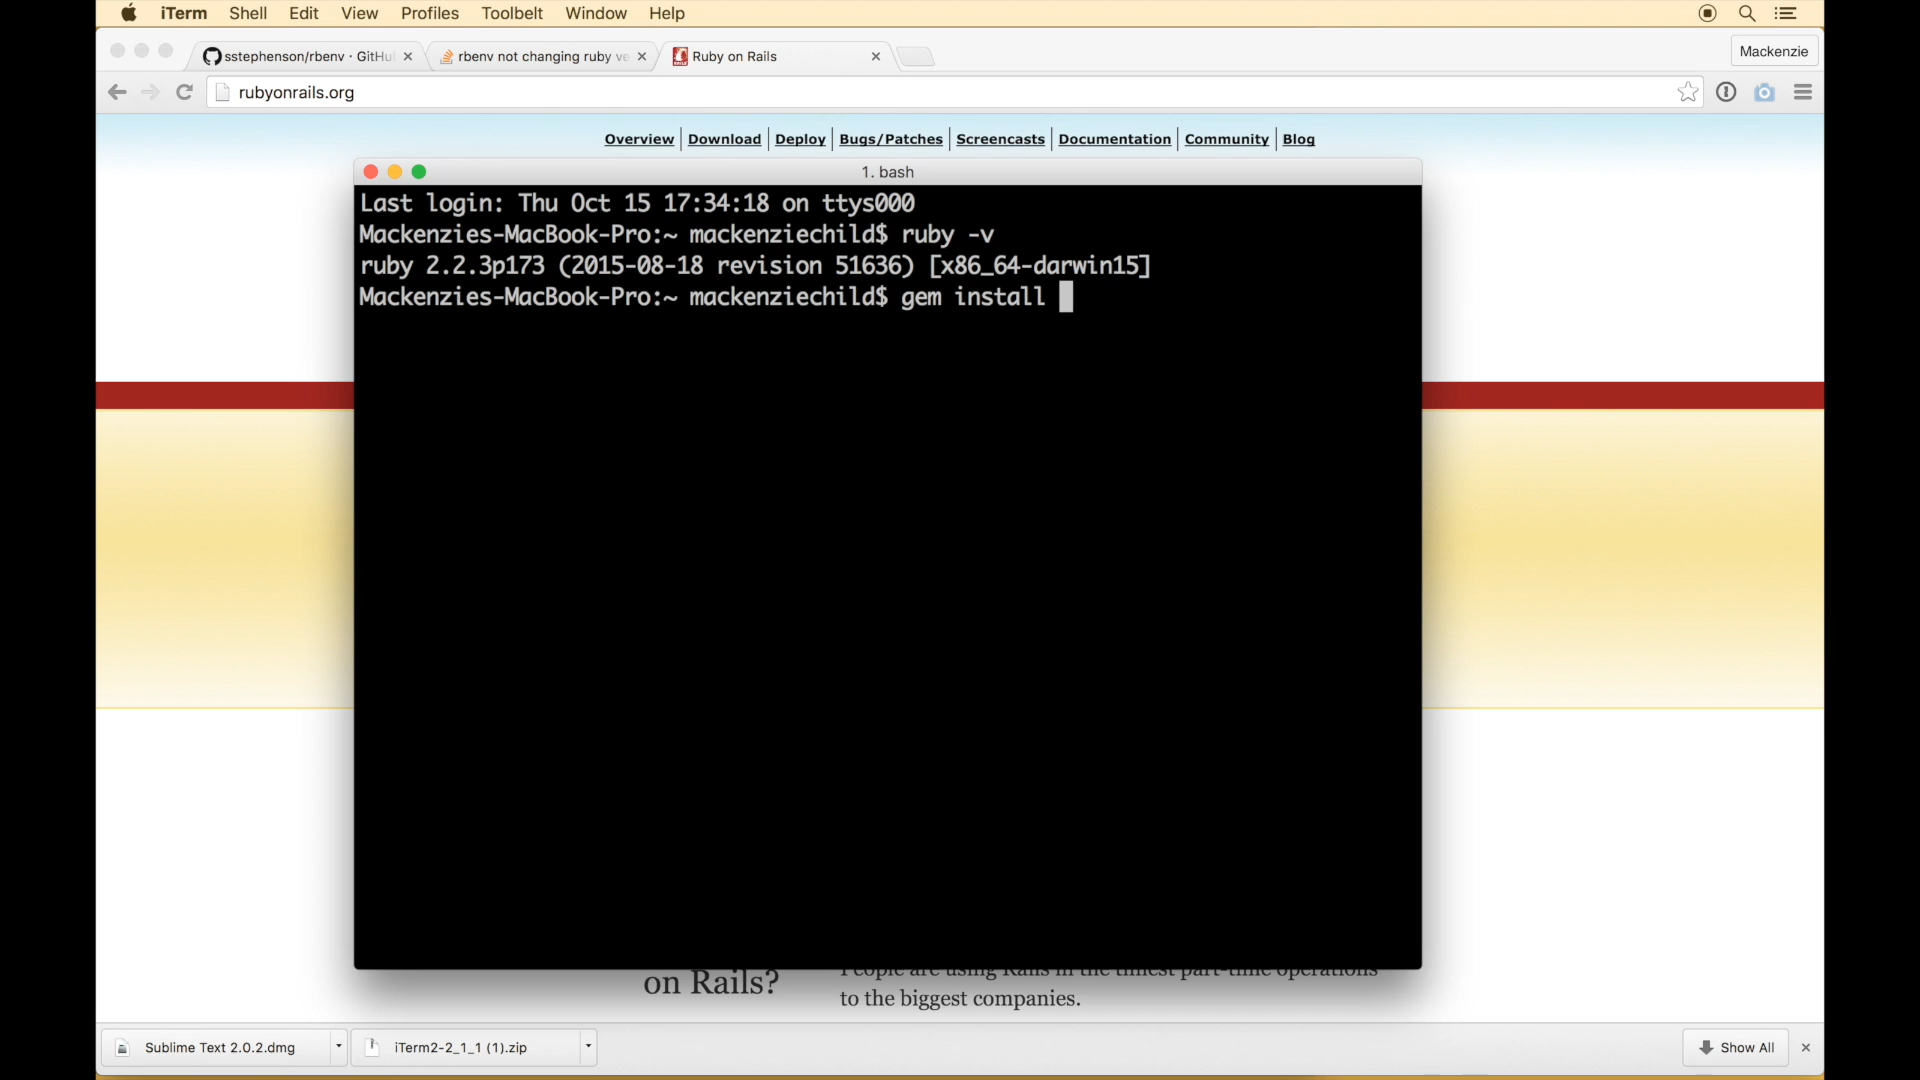 iTerm Shell Edit View Profiles Toolbelt Window Help
sstephenson/rbenv · GitHu
rbenv not changing ruby ve
Ruby on Rails
Mackenzie
rubyonrails.org
Overview | Download | Deploy | Bugs/Patches | Screencasts | Documentation | Community | Blog
1. bash
Last login: Thu Oct 15 17:34:18 on ttys000
Mackenzies-MacBook-Pro:~ mackenziechild$ ruby -v
ruby 2.2.3p173 (2015-08-18 revision 51636) [x86_64-darwin15]
Mackenzies-MacBook-Pro:~ mackenziechild$ gem install
on Rails?
People are using Rails in the tiniest part-time operations
to the biggest companies.
Sublime Text 2.0.2.dmg
iTerm2-2_1_1 (1).zip
Show All